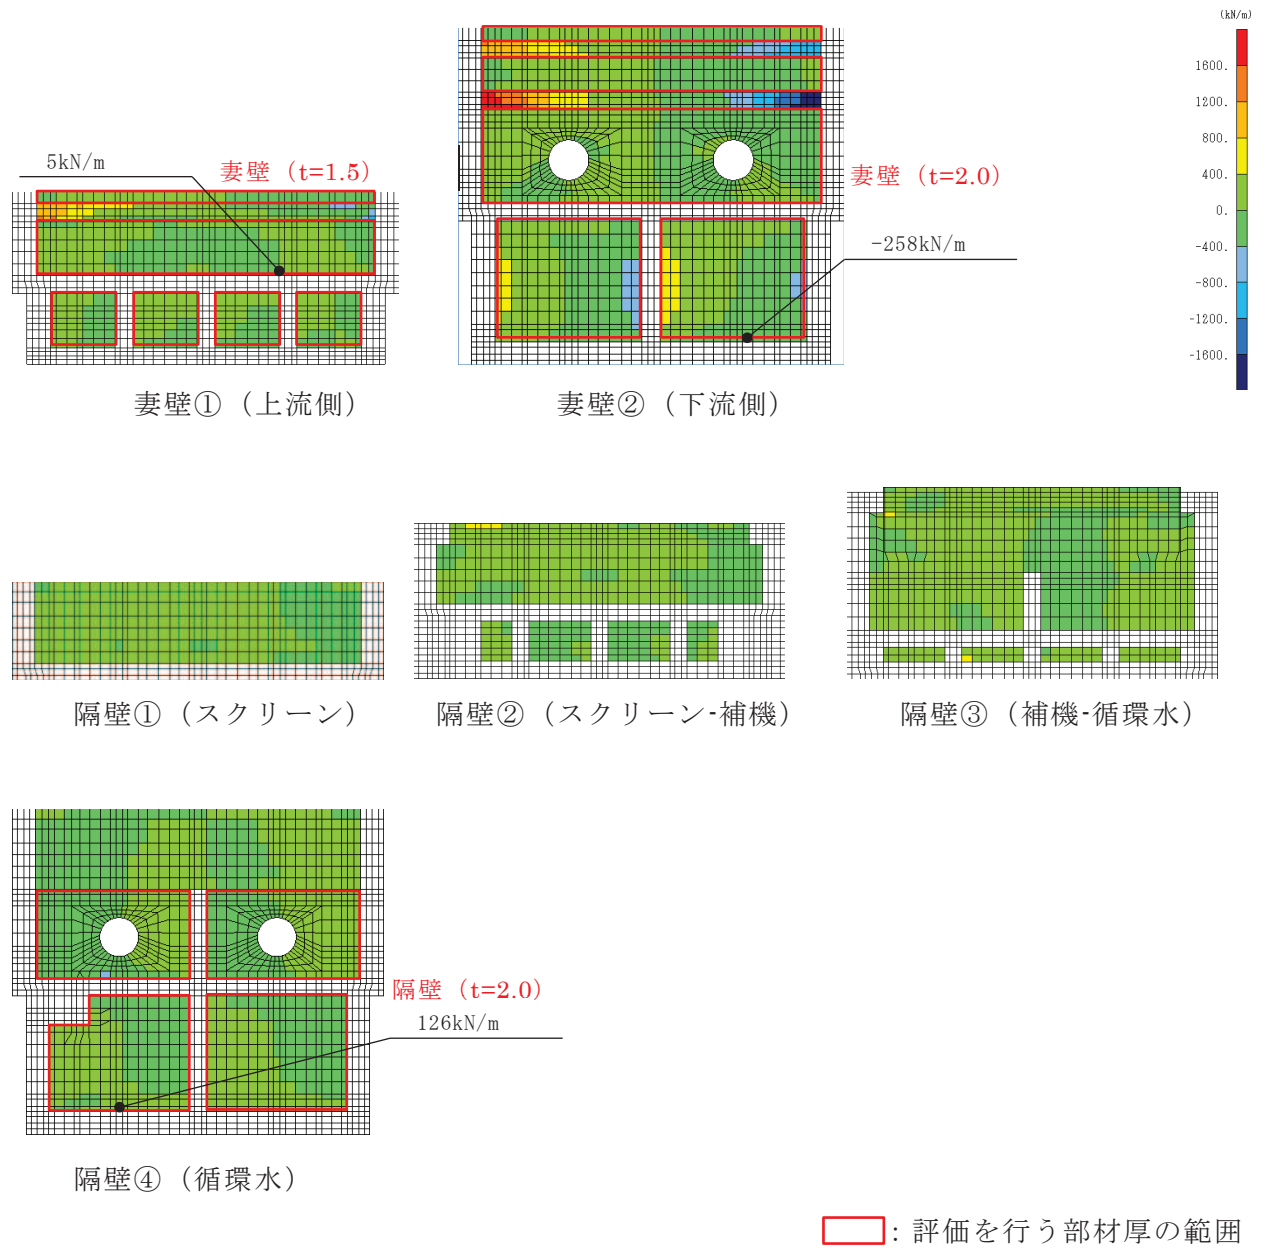 (kN/m)
1600.
1200.
800.
400.
0.
-400.
-800.
-1200.
-1600.
5kN/m
妻壁（t=1.5）
妻壁（t=2.0）
-258kN/m
妻壁①（上流側）
妻壁②（下流側）
隔壁①（スクリーン）
隔壁②（スクリーン-補機）
隔壁③（補機-循環水）
隔壁（t=2.0）
126kN/m
隔壁④（循環水）
：評価を行う部材厚の範囲